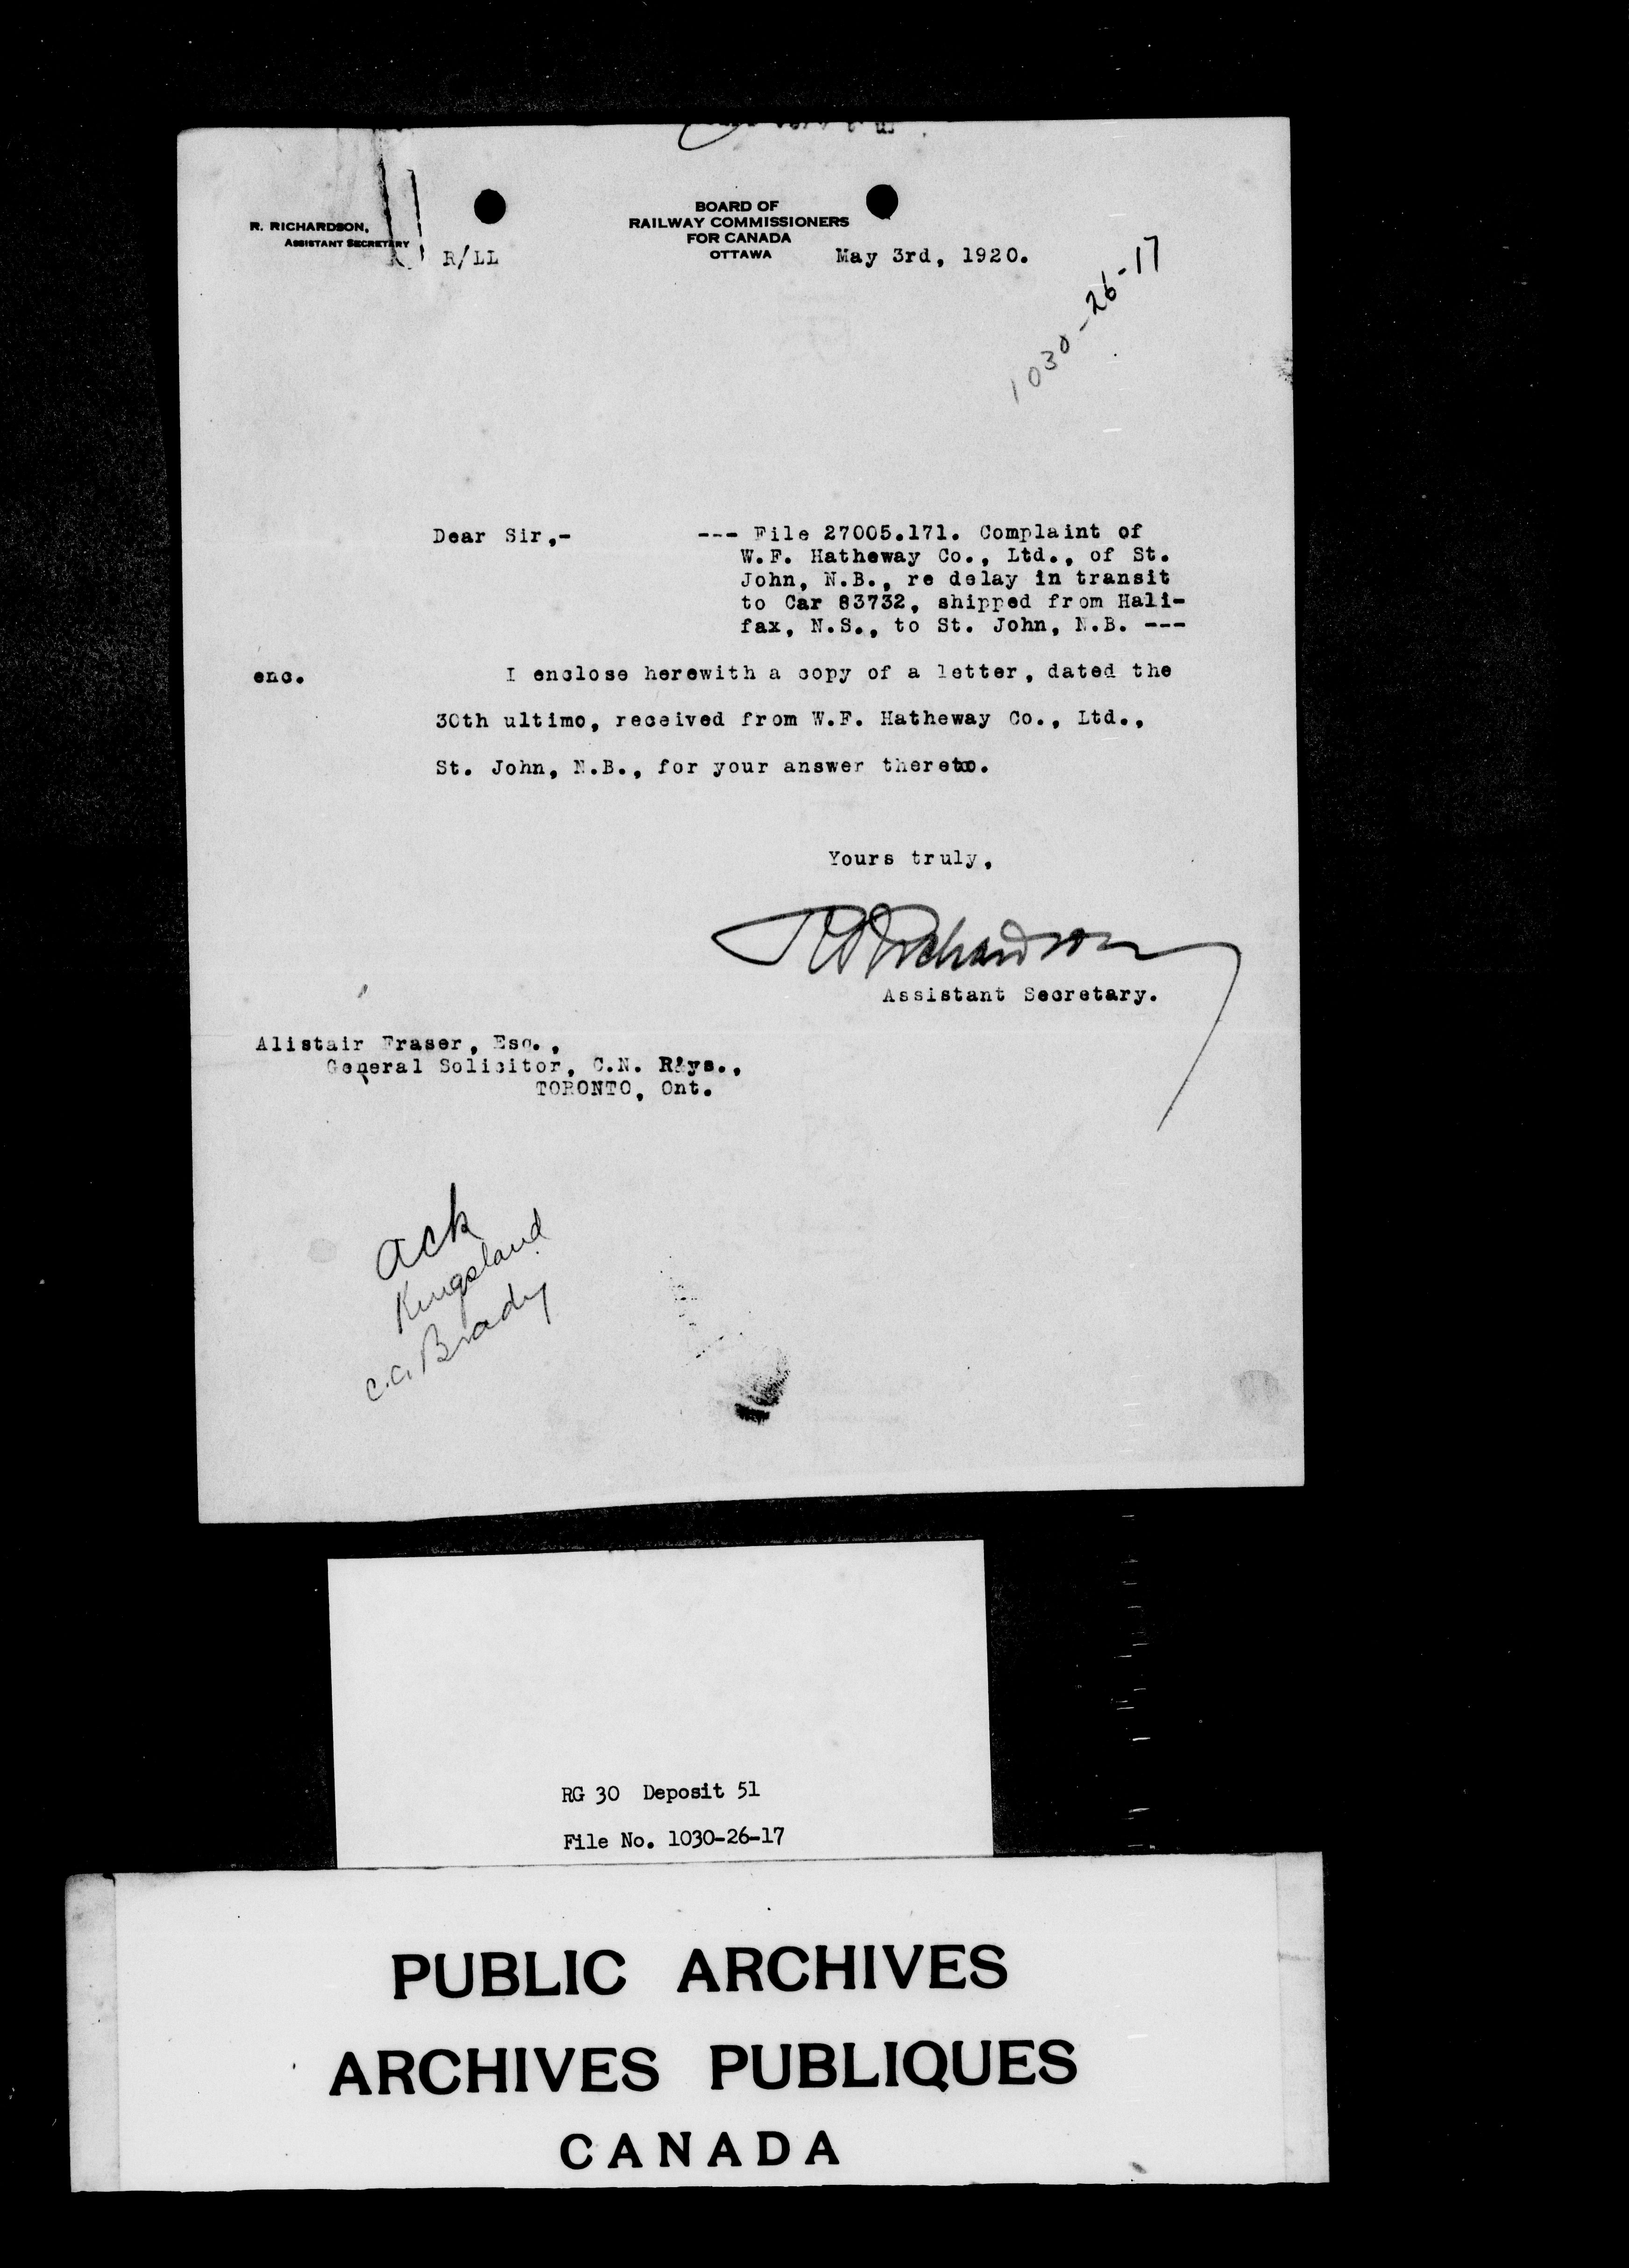 R. RICHARDSON,
ASSISTANT SECRETARY
R/LL
BOARD OF
RAILWAY COMMISSIONERS
FOR CANADA
OTTAWA
May 3rd, 1920.
1030-26-17
Dear Sir,-
--- File 27005.171. Complaint of
W.F. Hatheway Co., Ltd., of St.
John, N.B., re delay in transit
to Car 83732, shipped from Hali-
fax, N.S., to St. John, N.B. ---
enc.
I enclose herewith a copy of a letter, dated the
30th ultimo, received from W.F. Hatheway Co., Ltd.,
St. John, N.B., for your answer thereto.
Yours truly,
R Richardson
Assistant Secretary.
Alistair Fraser, Esq.,
General Solicitor, C.N. Rys.,
TORONTO, Ont.
ack
Kingsland
c.c. Brady
RG 30 Deposit 51
File No. 1030-26-17
PUBLIC ARCHIVES
ARCHIVES PUBLIQUES
CANADA